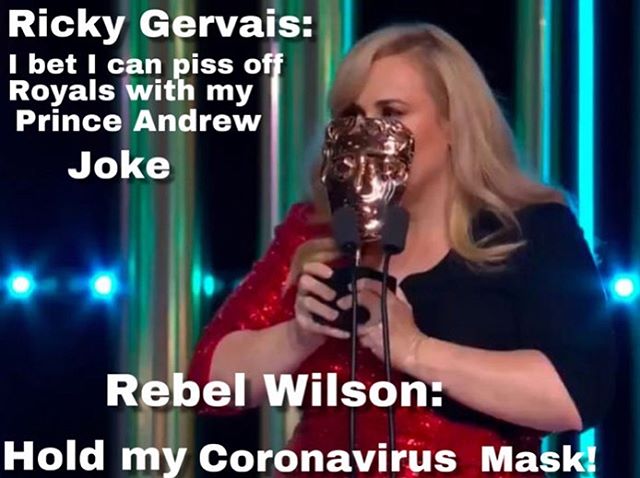 Ricky Gervais:
I bet I can piss off
Royals with my
Prince Andrew
Joke
Rebel Wilson:
Hold my Coronavirus Mask!